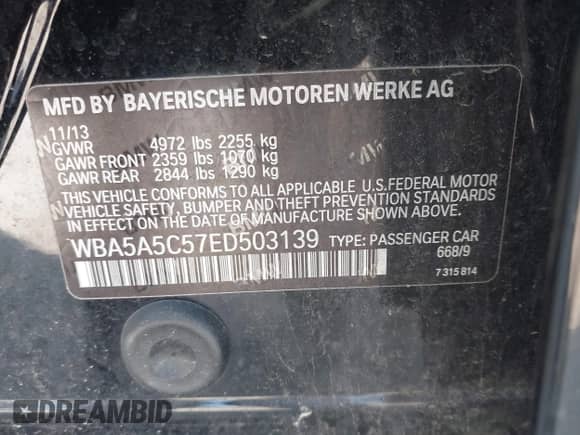 MFD BY BAYERISCHE MOTOREN WERKE AG
11/13
GVWR 4972 lbs 2255 kg
GAWR FRONT 2359 lbs 1070 kg
GAWR REAR 2844 lbs 1290 kg
THIS VEHICLE CONFORMS TO ALL APPLICABLE U.S.FEDERAL MOTOR
VEHICLE SAFETY, BUMPER AND THEFT PREVENTION STANDARDS
IN EFFECT ON THE DATE OF MANUFACTURE SHOWN ABOVE.
WBA5A5C57ED503139 TYPE: PASSENGER CAR
668/9
7 315 814
DREAMBID